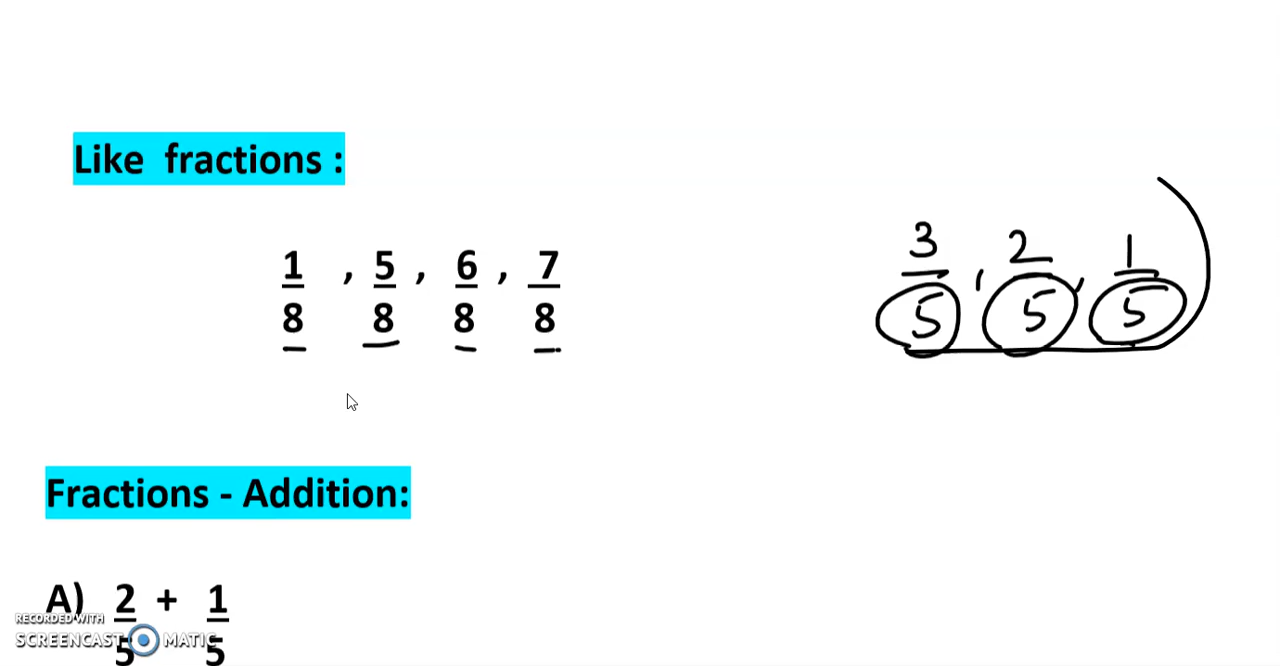 Like fractions :
1/8 , 5/8 , 6/8 , 7/8
3/5 , 2/5 , 1/5
Fractions - Addition:
A) 2/5 + 1/5
RECORDED WITH
SCREENCAST MATIC